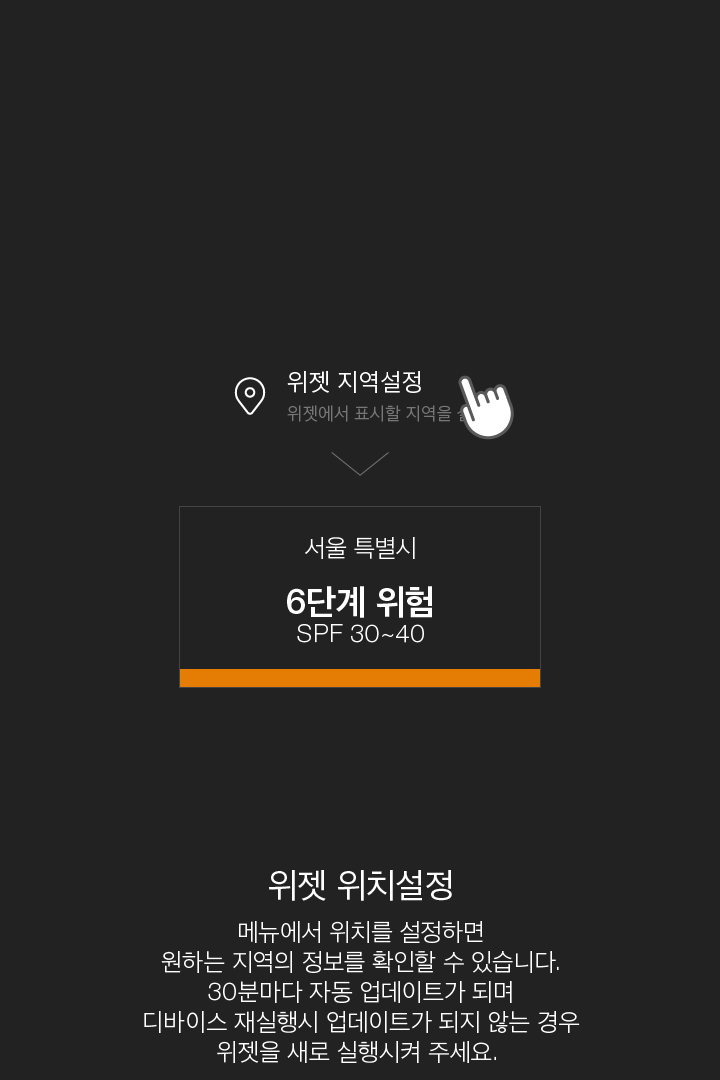 위젯 지역설정
위젯에서 표시할 지역을
서울 특별시
6단계 위험
SPF 30~40
위젯 위치설정
메뉴에서 위치를 설정하면
원하는 지역의 정보를 확인할 수 있습니다.
30분마다 자동 업데이트가 되며
디바이스 재실행시 업데이트가 되지 않는 경우
위젯을 새로 실행시켜 주세요.